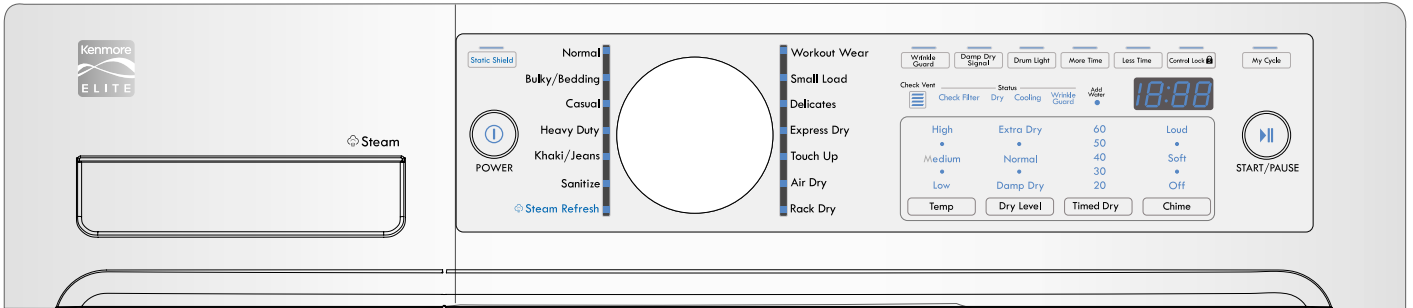 Kenmore
ELITE
Steam
Static Shield
POWER
Normal
Bulky/Bedding
Casual
Heavy Duty
Khaki/Jeans
Sanitize
Steam Refresh
Workout Wear
Small Load
Delicates
Express Dry
Touch Up
Air Dry
Rack Dry
Wrinkle
Guard
Damp Dry
Signal
Drum Light
More Time
Less Time
Control Lock
My Cycle
Check Vent
Status
Check Filter
Dry
Cooling
Wrinkle
Guard
Add
Water
18:88
High
Medium
Low
Temp
Extra Dry
Normal
Damp Dry
Dry Level
60
50
40
30
20
Timed Dry
Loud
Soft
Off
Chime
START/PAUSE